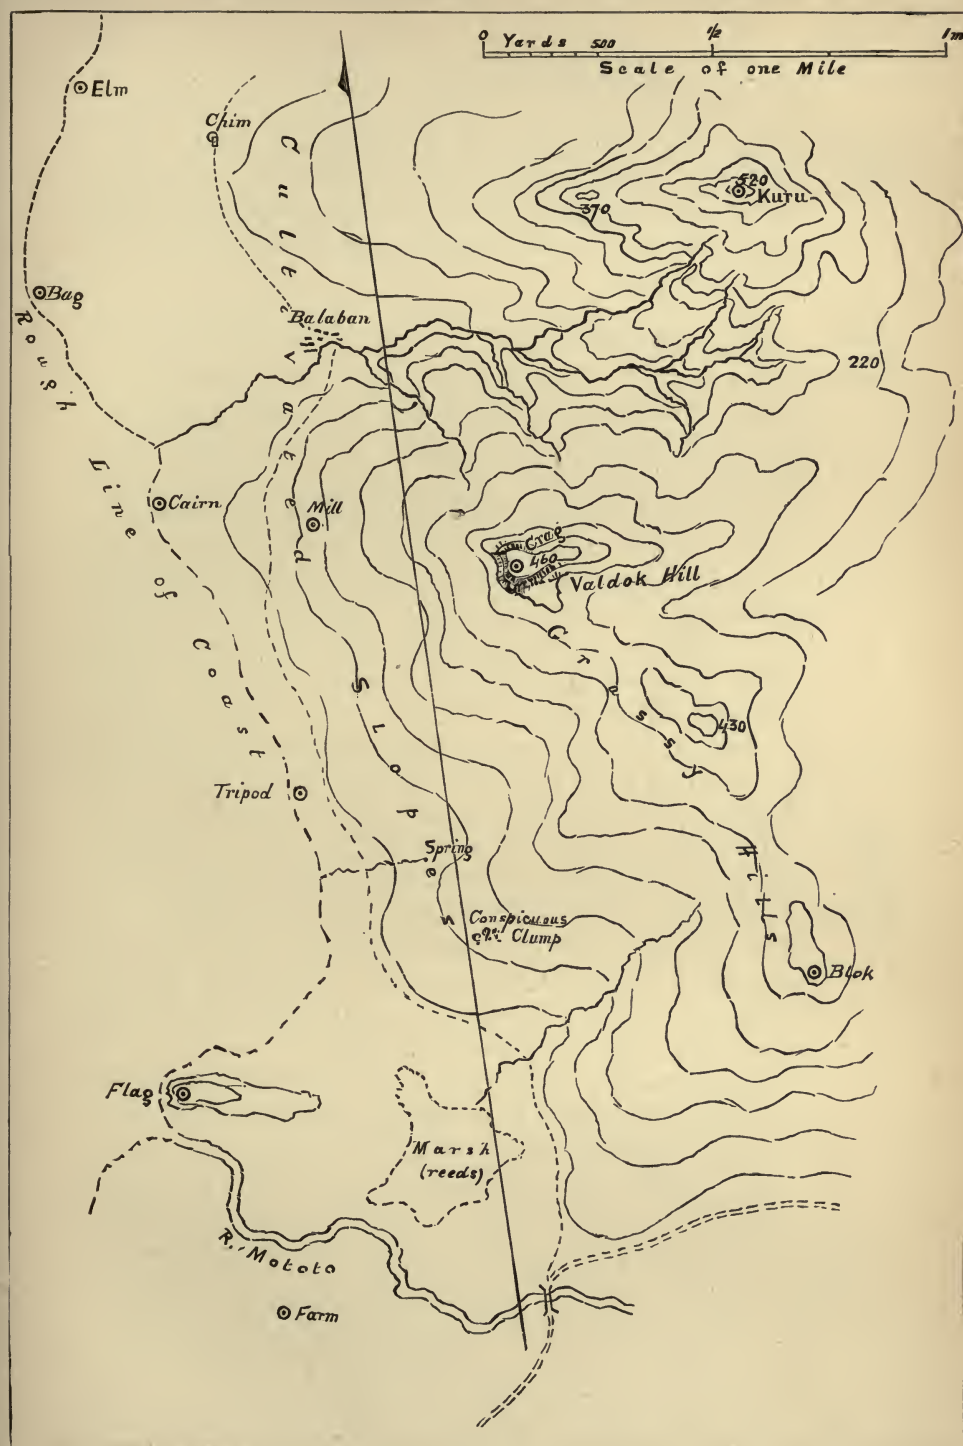 0 Yards 500 1/2 1m
Scale of one Mile
Elm
Chim
520
Kuru
370
Bag
Balaban
220
Rough Line of Coast
Cultivated Slopes
Cairn
Mill
Crag
460
Valdok Hill
Grassy Hills
430
Tripod
Spring
Conspicuous
Clump
Blok
Flag
Marsh
(reeds)
R. Mototo
Farm